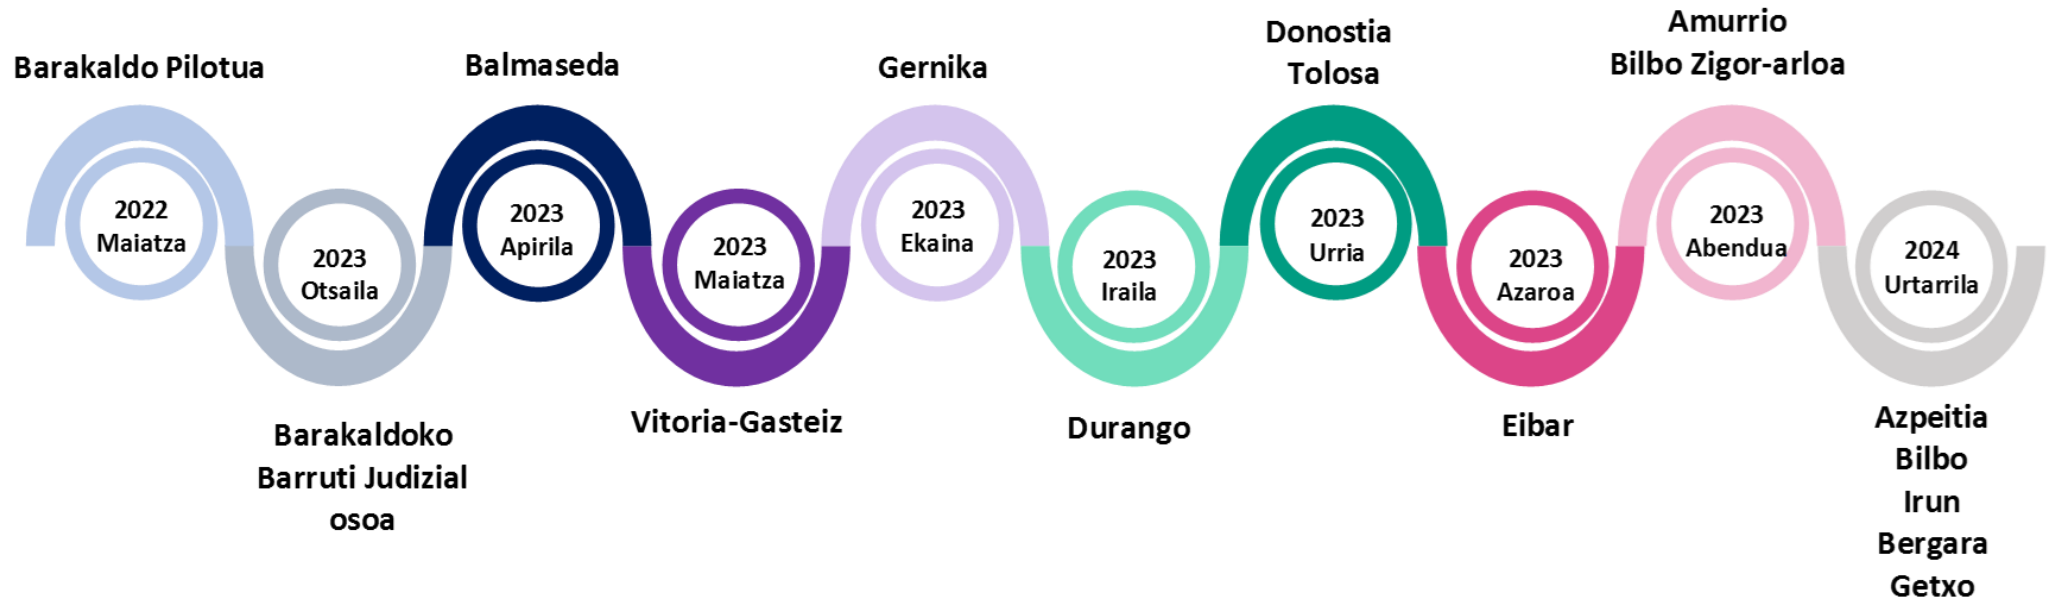 Barakaldo Pilotua
2022
Maiatza
2023
Otsaila
Barakaldoko
Barruti Judizial
osoa
Balmaseda
2023
Apirila
2023
Maiatza
Vitoria-Gasteiz
Gernika
2023
Ekaina
2023
Iraila
Durango
Donostia
Tolosa
2023
Urria
2023
Azaroa
Eibar
Amurrio
Bilbo Zigor-arloa
2023
Abendua
2024
Urtarrila
Azpeitia
Bilbo
Irun
Bergara
Getxo